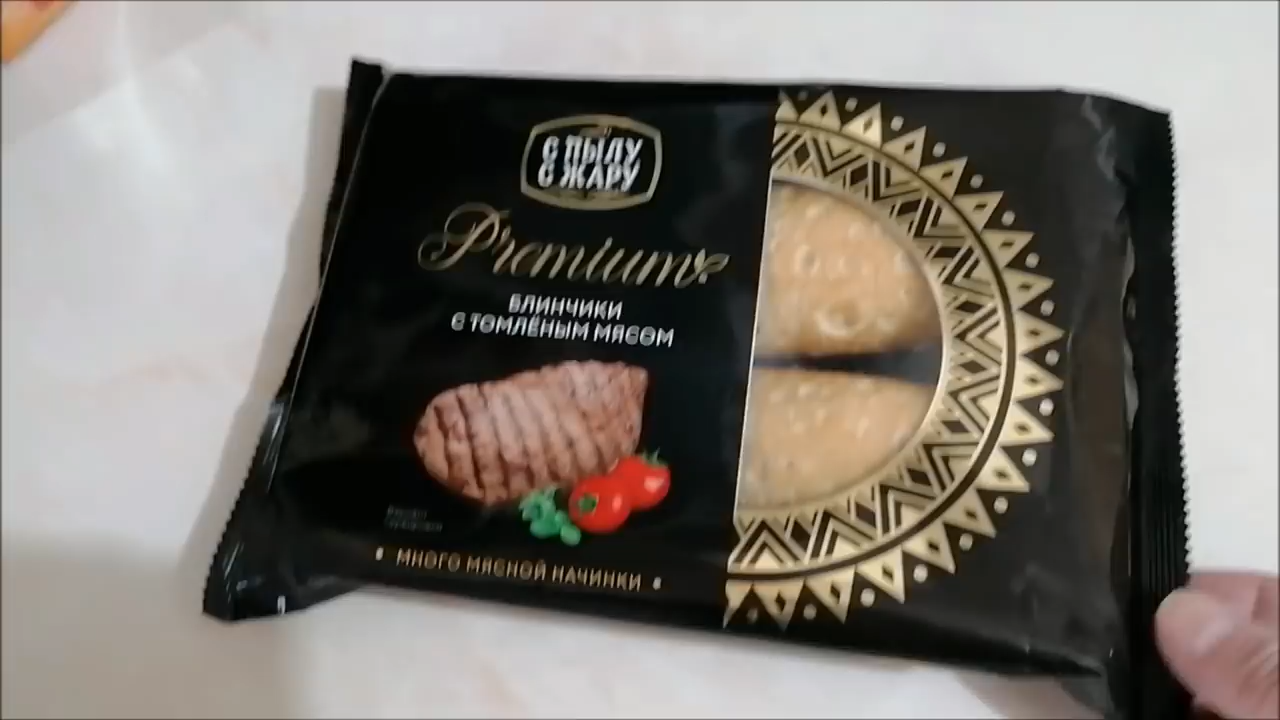 С ПЫЛУ
С ЖАРУ
Premium
БЛИНЧИКИ
С ТОМЛЁНЫМ МЯСОМ
МНОГО МЯСНОЙ НАЧИНКИ